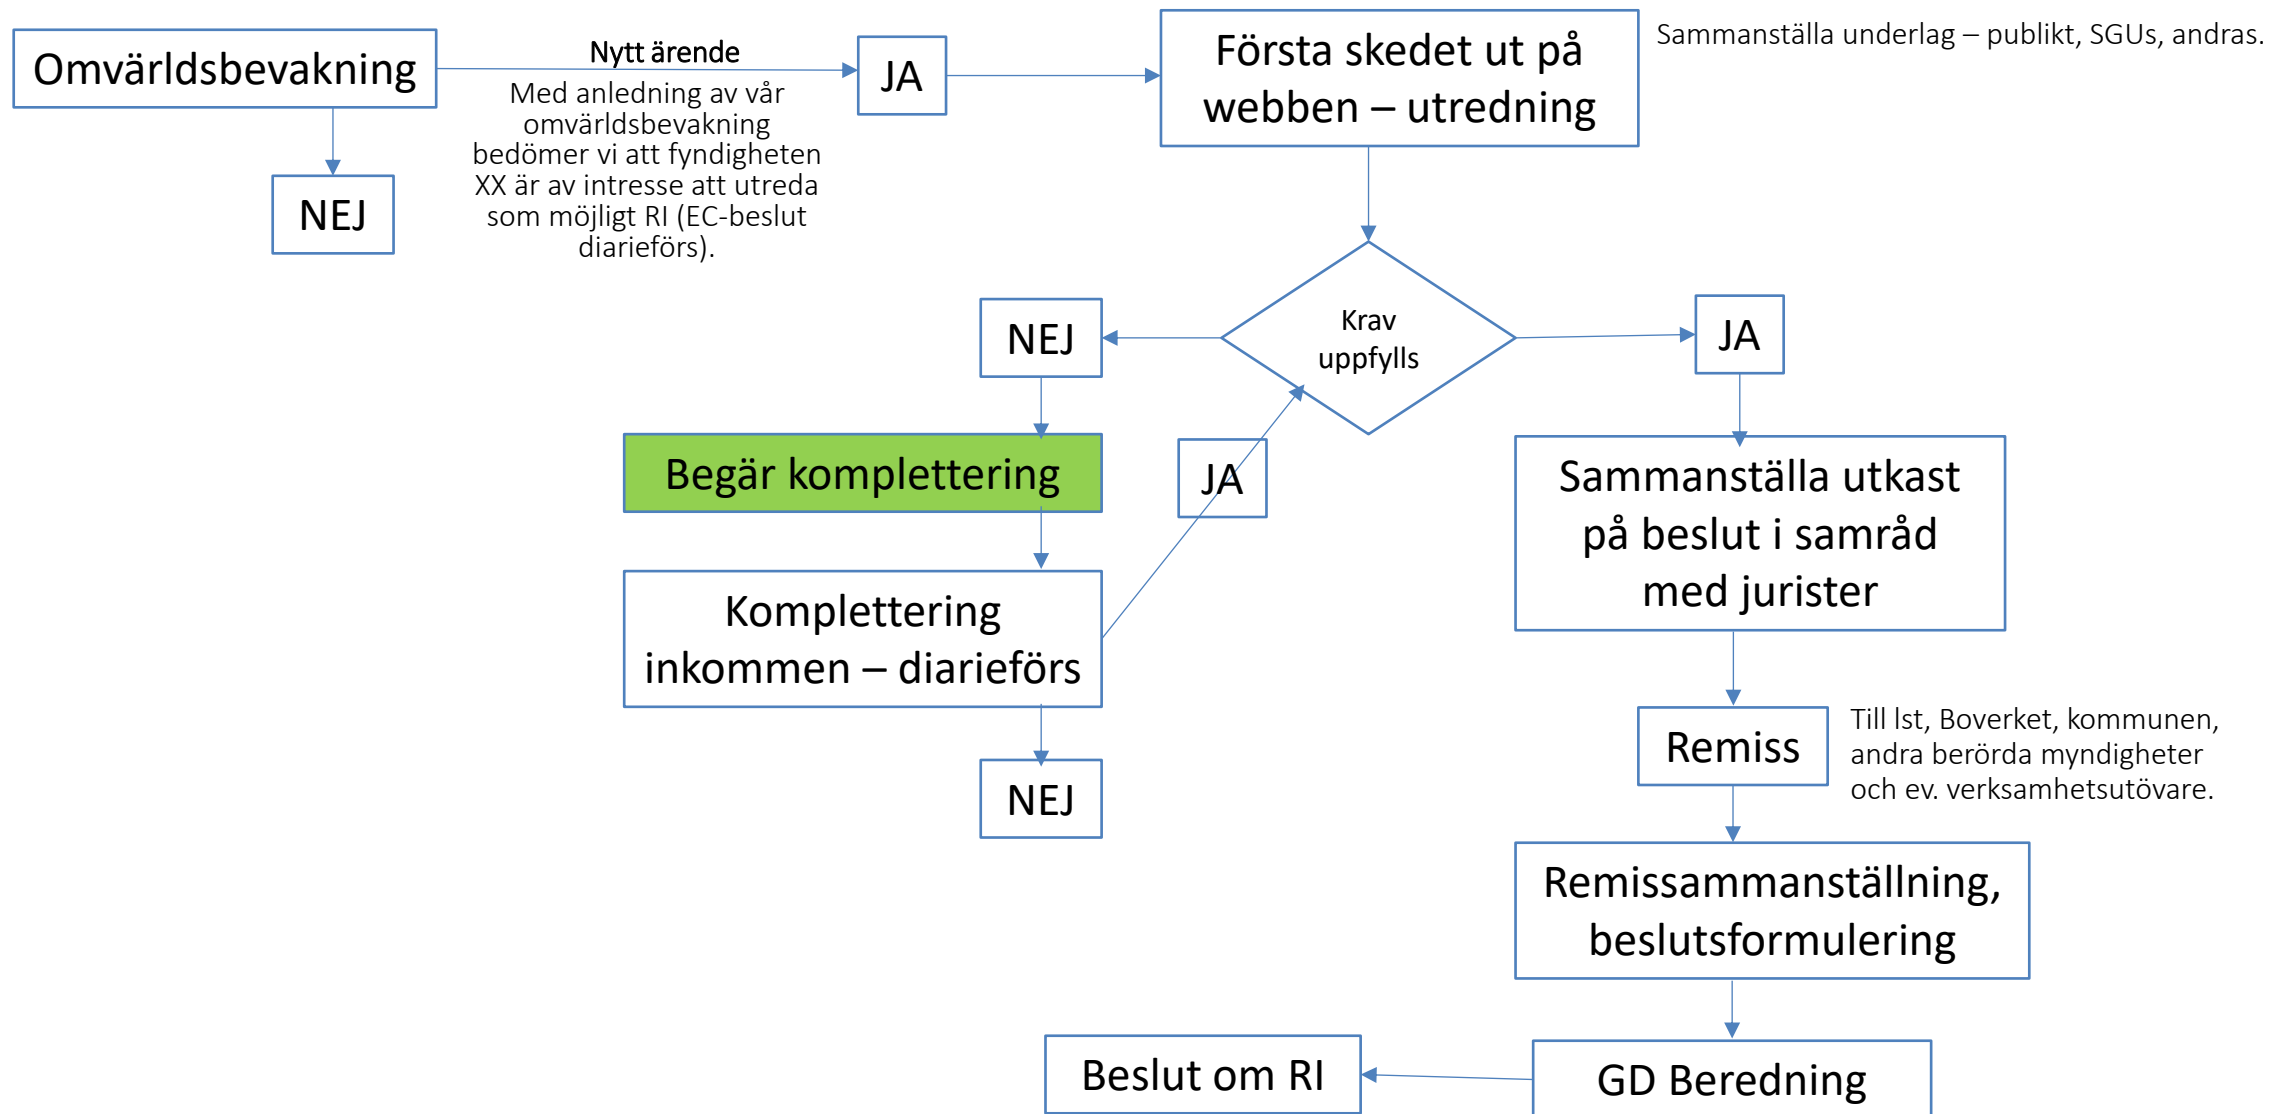 Omvärldsbevakning
Nytt ärende
Med anledning av vår
omvärldsbevakning
bedömer vi att fyndigheten
XX är av intresse att utreda
som möjligt RI (EC-beslut
diarieförs).
JA
Första skedet ut på
webben – utredning
Sammanställa underlag – publikt, SGUs, andras.
NEJ
NEJ
Krav
uppfylls
JA
Begär komplettering
JA
Komplettering
inkommen – diarieförs
NEJ
Sammanställa utkast
på beslut i samråd
med jurister
Remiss
Till lst, Boverket, kommunen,
andra berörda myndigheter
och ev. verksamhetsutövare.
Remissammanställning,
beslutsformulering
GD Beredning
Beslut om RI